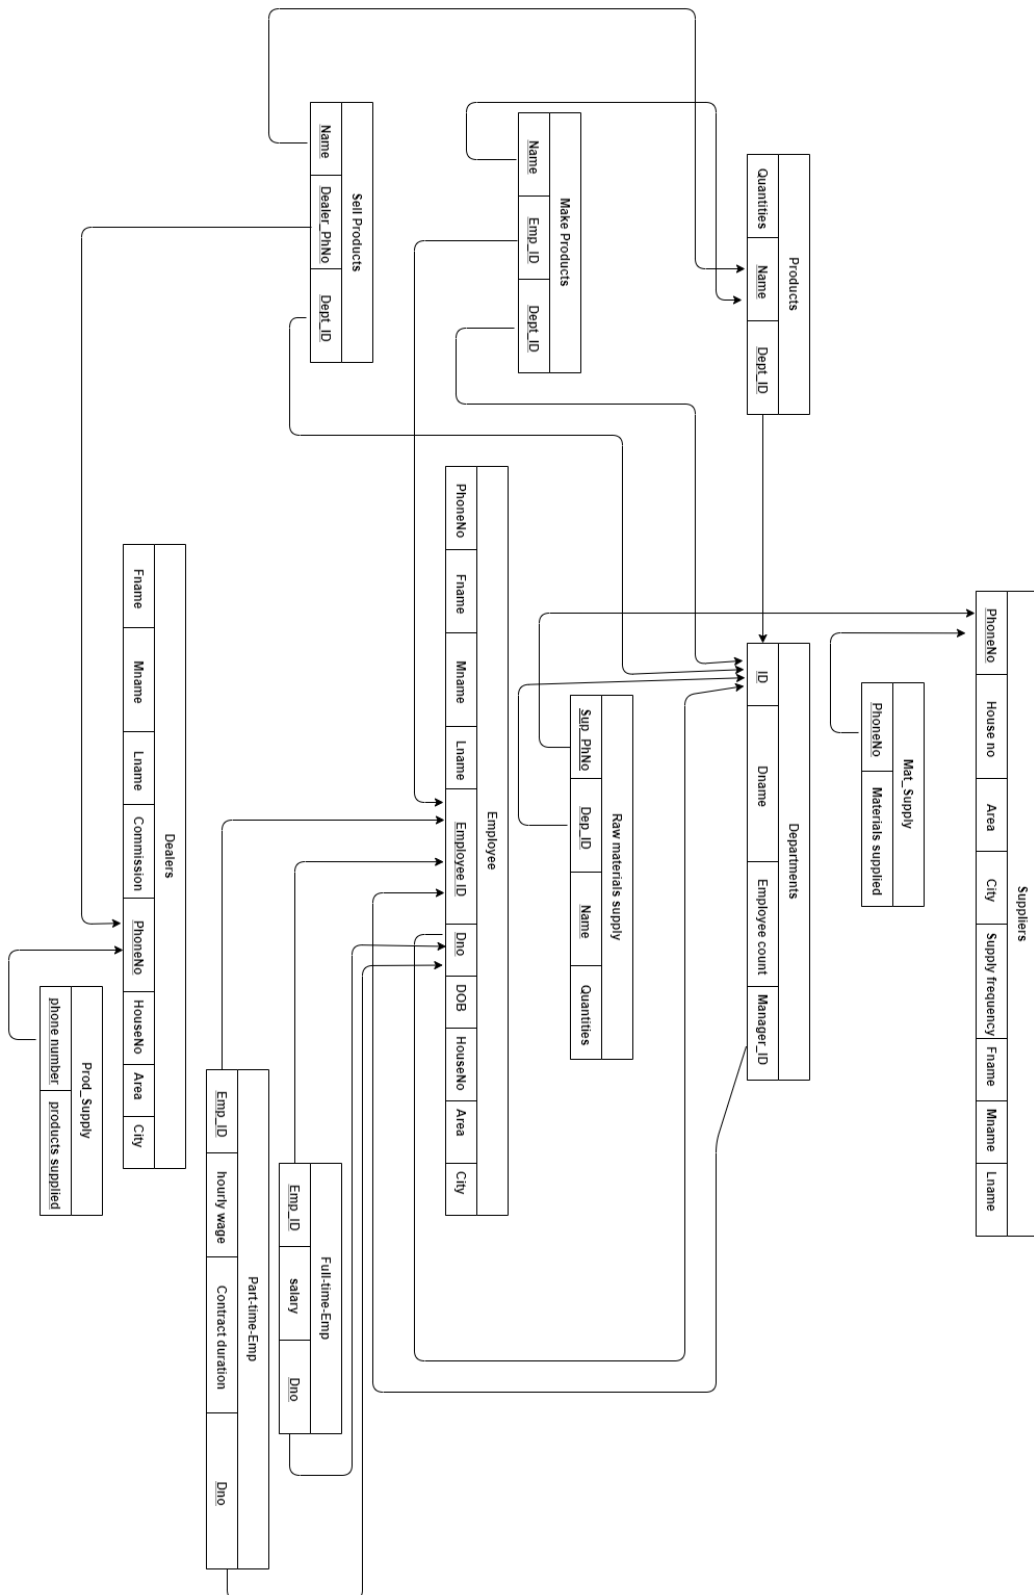 Suppliers
PhoneNo House no Area City Supply frequency Fname Mname Lname
Mat_Supply
PhoneNo Materials supplied
Products
Quantities Name Dept_ID
Departments
ID Dname Employee count Manager_ID
Raw materials supply
Sup_PhNo Dep_ID Name Quantities
Make Products
Name Emp_ID Dept_ID
Employee
PhoneNo Fname Mname Lname Employee ID Dno DOB HouseNo Area City
Sell Products
Name Dealer_PhNo Dept_ID
Full-time-Emp
Emp_ID salary Dno
Part-time-Emp
Emp_ID hourly wage Contract duration Dno
Dealers
Fname Mname Lname Commission PhoneNo HouseNo Area City
Prod_Supply
phone number products supplied